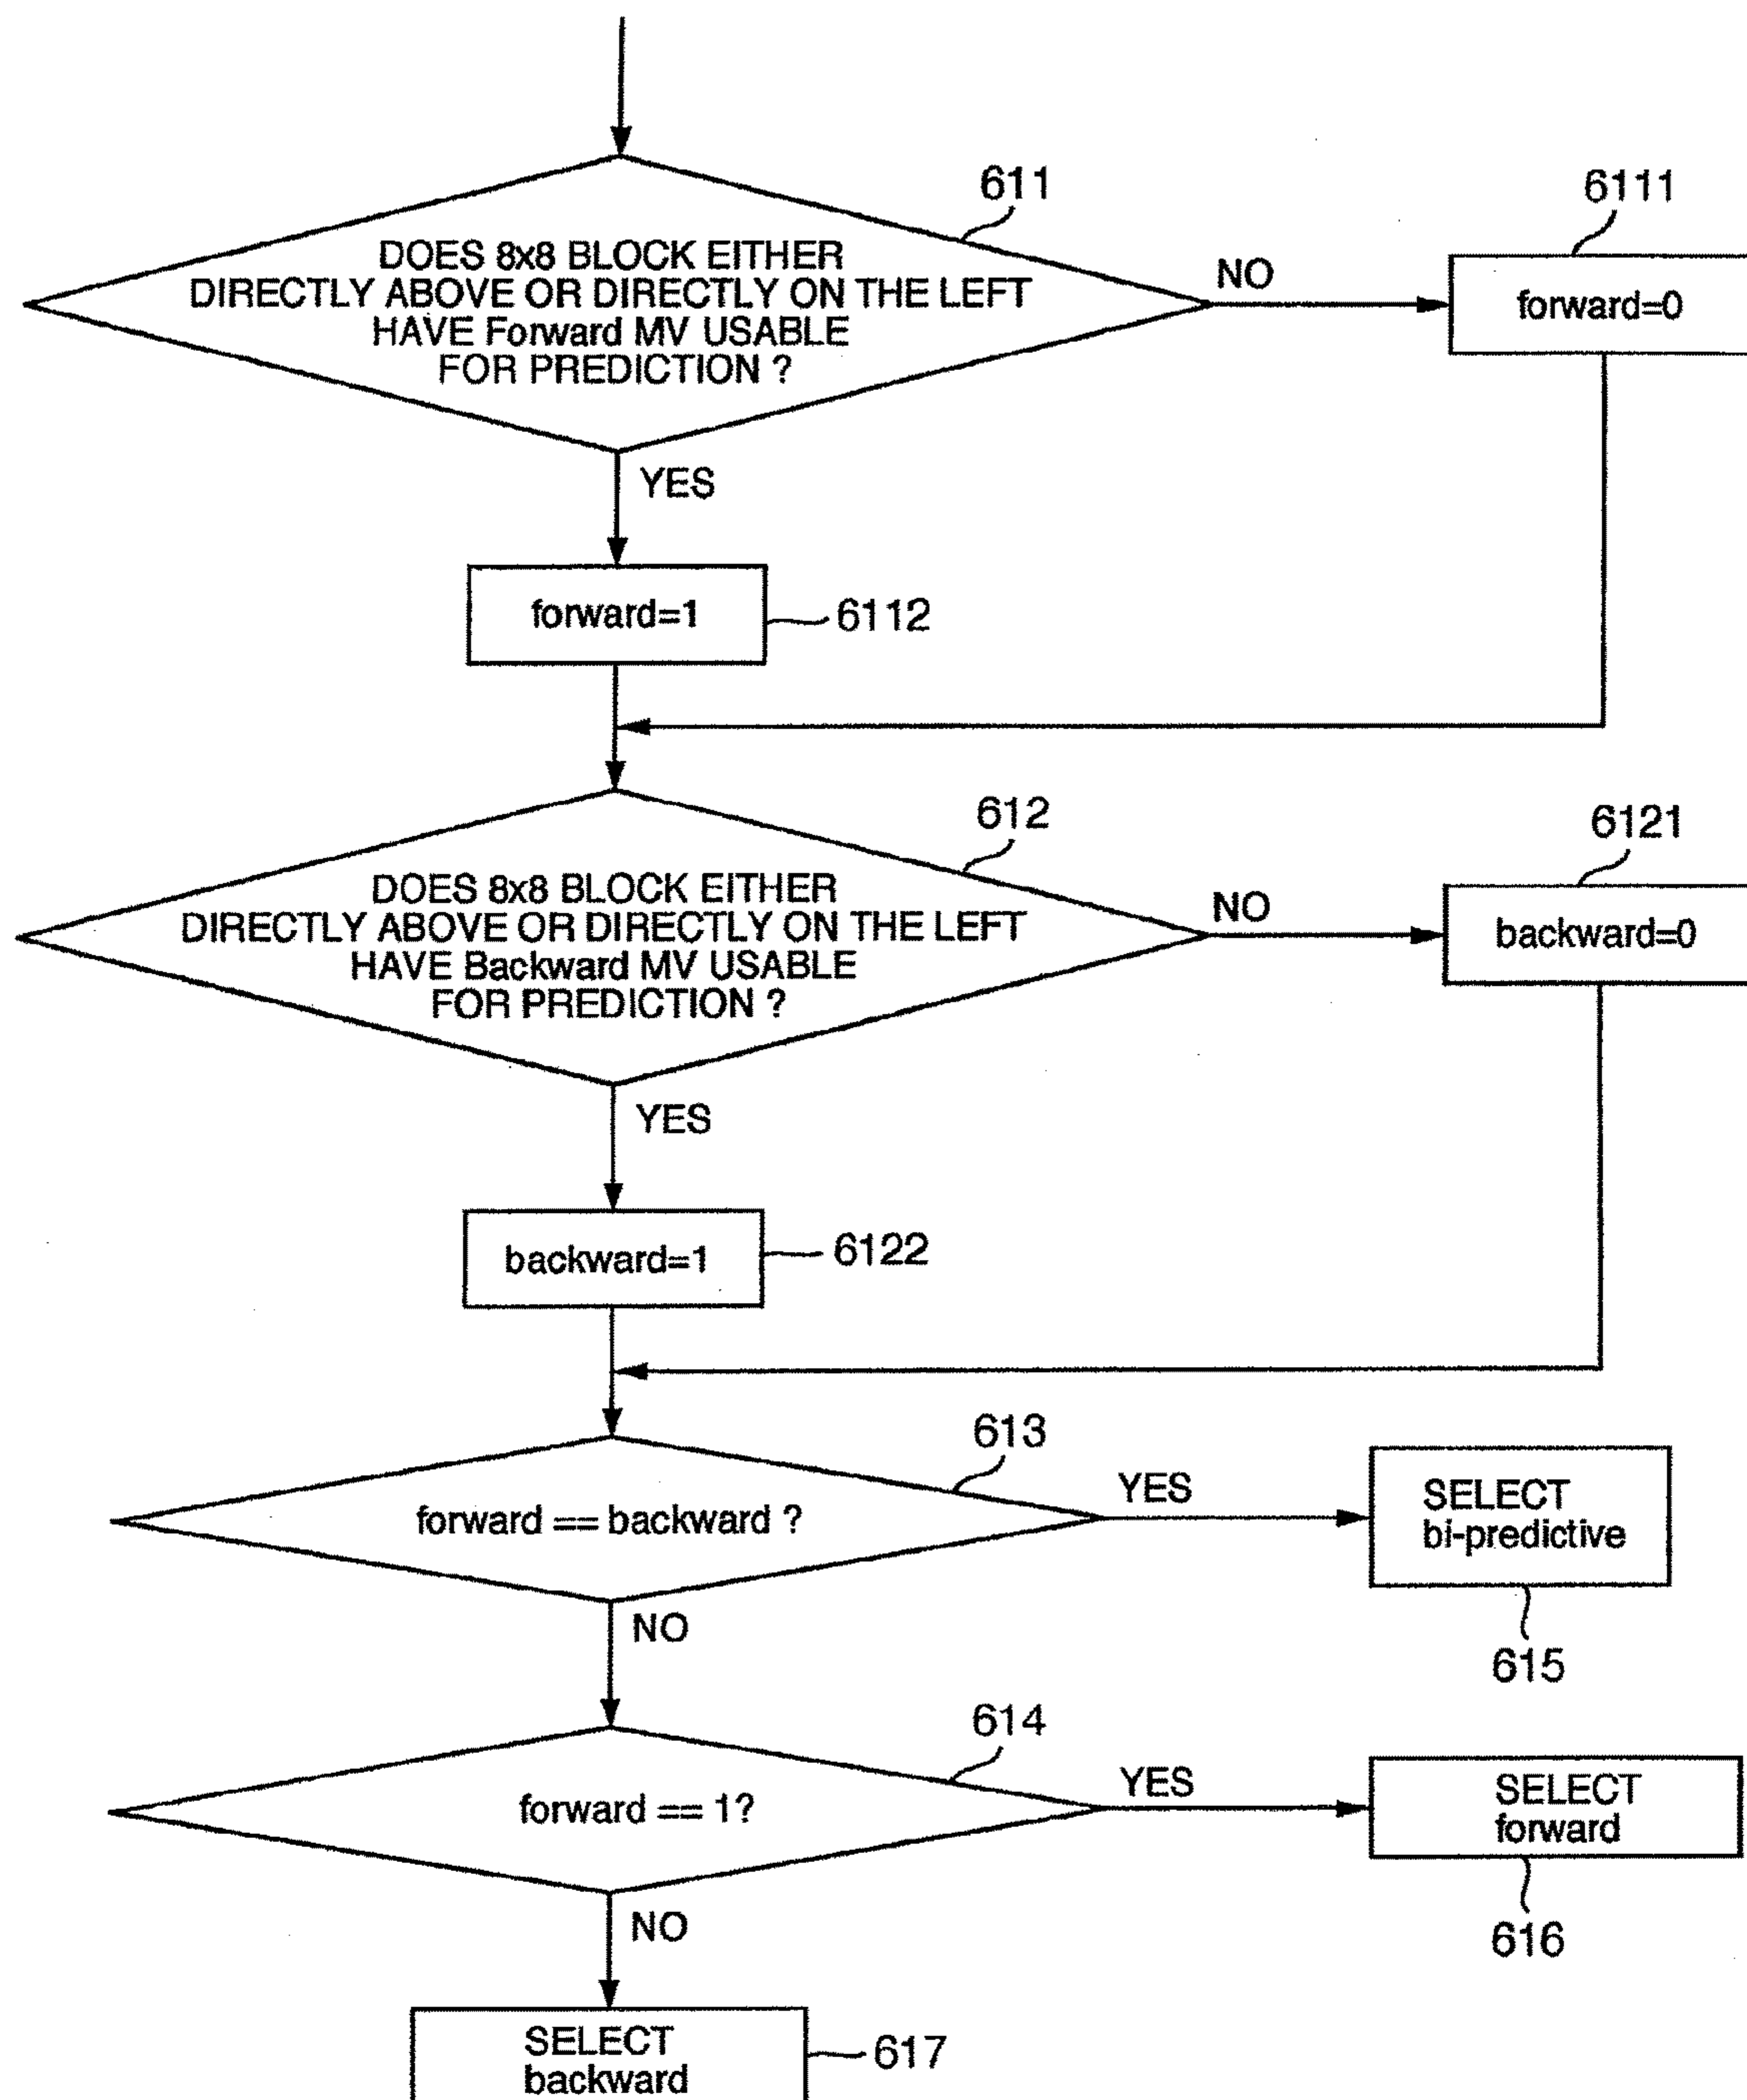 611
DOES 8x8 BLOCK EITHER
DIRECTLY ABOVE OR DIRECTLY ON THE LEFT
HAVE Forward MV USABLE
FOR PREDICTION ?
NO
6111
forward=0
YES
forward=1
6112
612
DOES 8x8 BLOCK EITHER
DIRECTLY ABOVE OR DIRECTLY ON THE LEFT
HAVE Backward MV USABLE
FOR PREDICTION ?
NO
6121
backward=0
YES
backward=1
6122
613
forward == backward ?
YES
SELECT
bi-predictive
615
NO
614
forward == 1?
YES
SELECT
forward
616
NO
SELECT
backward
617